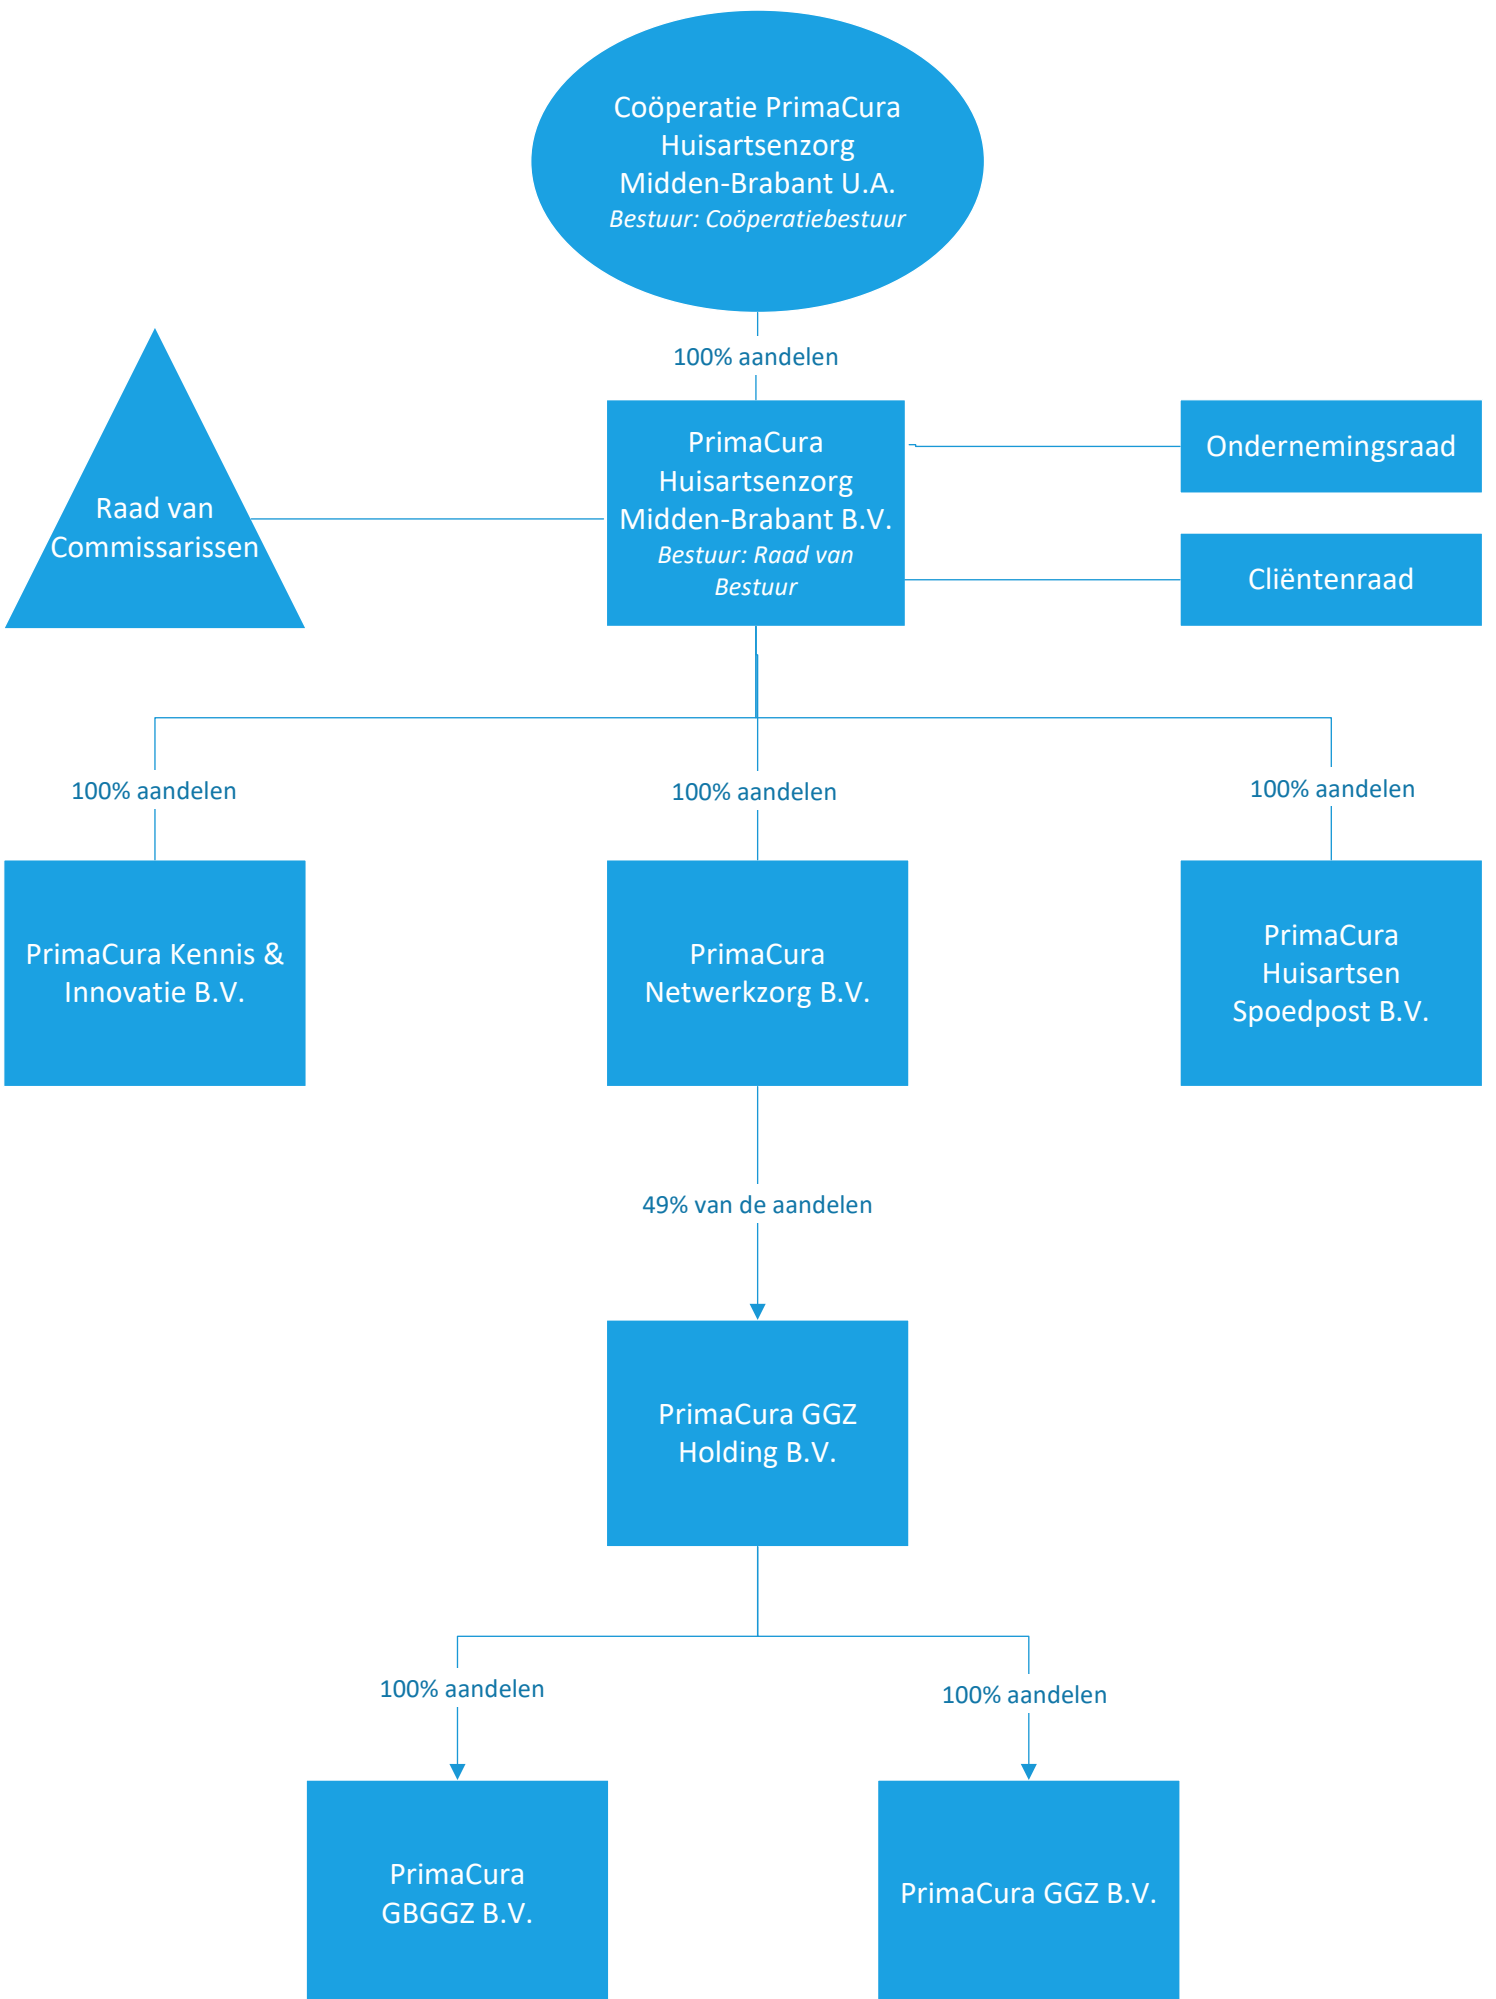 Coöperatie PrimaCura
Huisartsenzorg
Midden-Brabant U.A.
Bestuur: Coöperatiebestuur
100% aandelen
Raad van
Commissarissen
PrimaCura
Huisartsenzorg
Midden-Brabant B.V.
Bestuur: Raad van
Bestuur
Ondernemingsraad
Cliëntenraad
100% aandelen
100% aandelen
100% aandelen
PrimaCura Kennis &
Innovatie B.V.
PrimaCura
Netwerkzorg B.V.
PrimaCura
Huisartsen
Spoedpost B.V.
49% van de aandelen
PrimaCura GGZ
Holding B.V.
100% aandelen
100% aandelen
PrimaCura
GBGGZ B.V.
PrimaCura GGZ B.V.